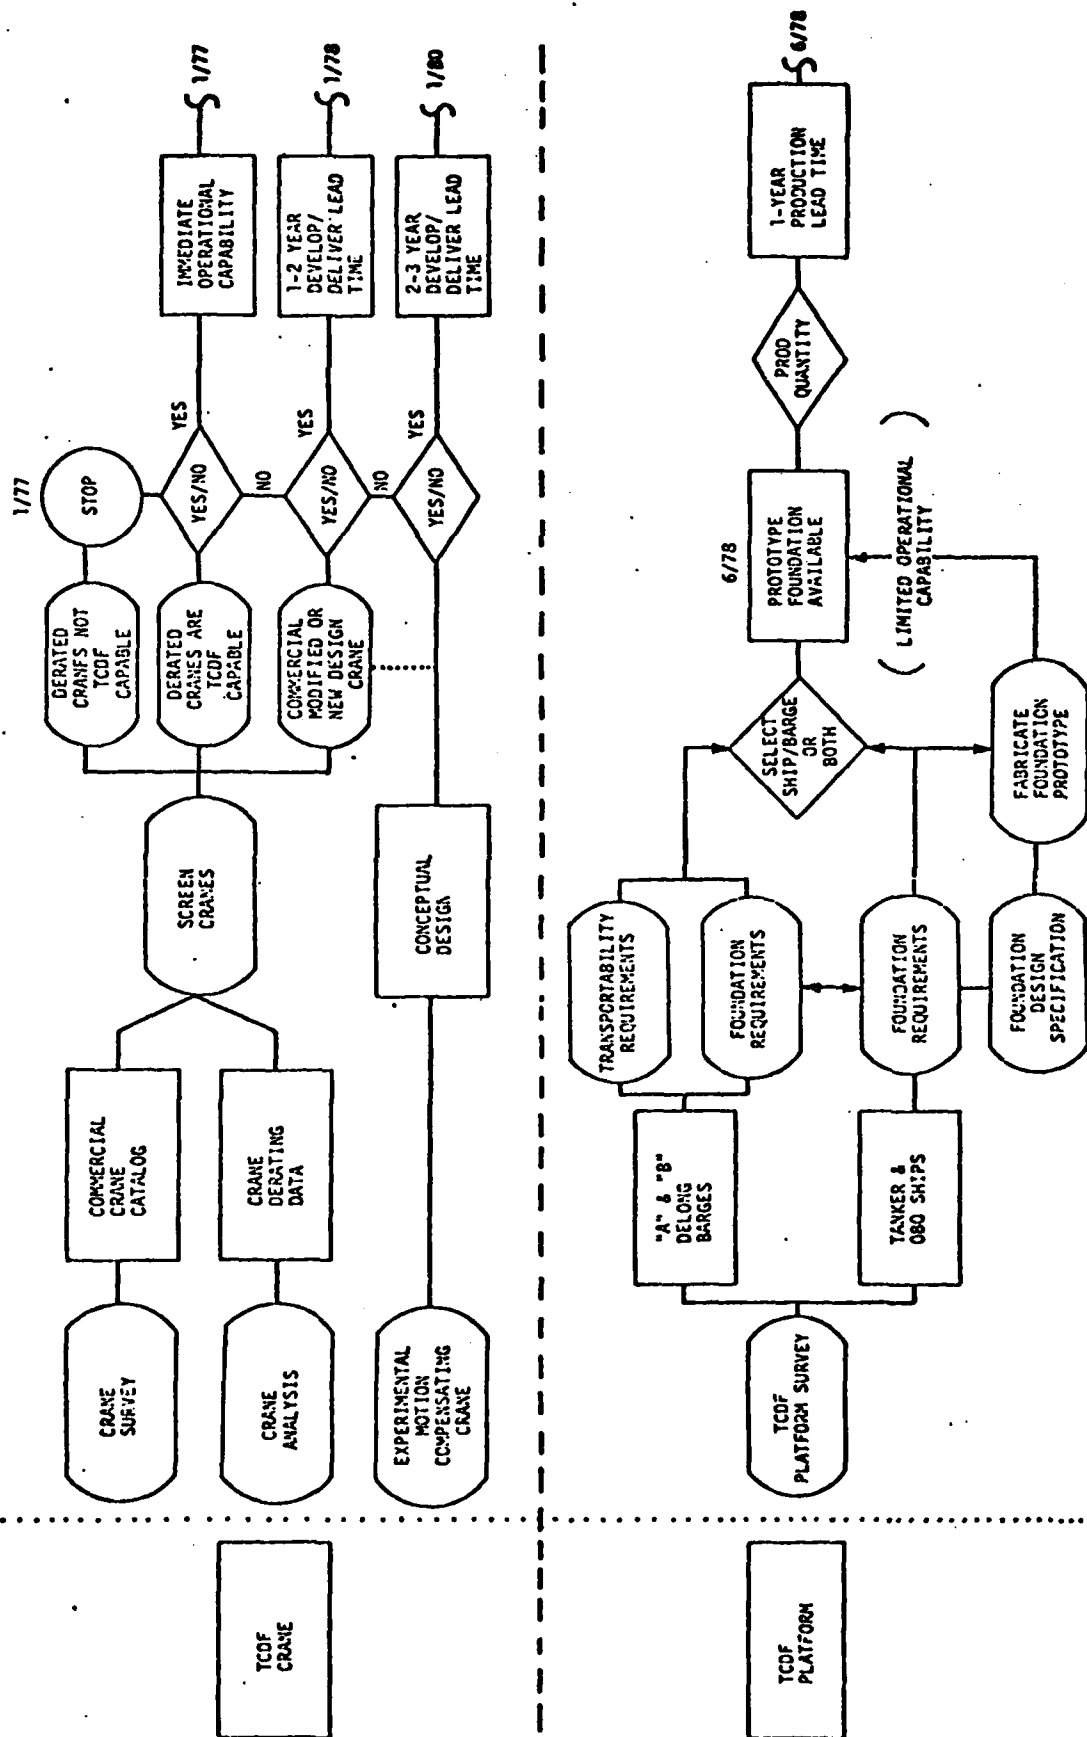 TCDF
CRANE
CRANE
SURVEY
COMMERCIAL
CRANE
CATALOG
CRANE
ANALYSIS
CRANE
DERATING
DATA
SCREEN
CRANES
DERATED
CRANES NOT
TCDF
CAPABLE
1/77
STOP
DERATED
CRANES ARE
TCDF
CAPABLE
YES/NO
YES
IMMEDIATE
OPERATIONAL
CAPABILITY
1/77
NO
COMMERCIAL
MODIFIED OR
NEW DESIGN
CRANE
YES/NO
YES
1-2 YEAR
DEVELOP/
DELIVER LEAD
TIME
1/78
NO
EXPERIMENTAL
MOTION
COMPENSATING
CRANE
CONCEPTUAL
DESIGN
YES/NO
YES
2-3 YEAR
DEVELOP/
DELIVER LEAD
TIME
1/80
TCDF
PLATFORM
TCDF
PLATFORM SURVEY
"A" & "B"
DELONG
BARGES
TRANSPORTABILITY
REQUIREMENTS
FOUNDATION
REQUIREMENTS
TANKER &
OBO SHIPS
FOUNDATION
REQUIREMENTS
FOUNDATION
DESIGN
SPECIFICATION
FABRICATE
FOUNDATION
PROTOTYPE
SELECT
SHIP/BARGE
OR
BOTH
6/78
PROTOTYPE
FOUNDATION
AVAILABLE
(LIMITED OPERATIONAL
CAPABILITY)
PROD
QUANTITY
1-YEAR
PRODUCTION
LEAD TIME
6/78